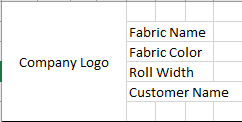 Fabric Name
Fabric Color
Company Logo
Roll Width
Customer Name